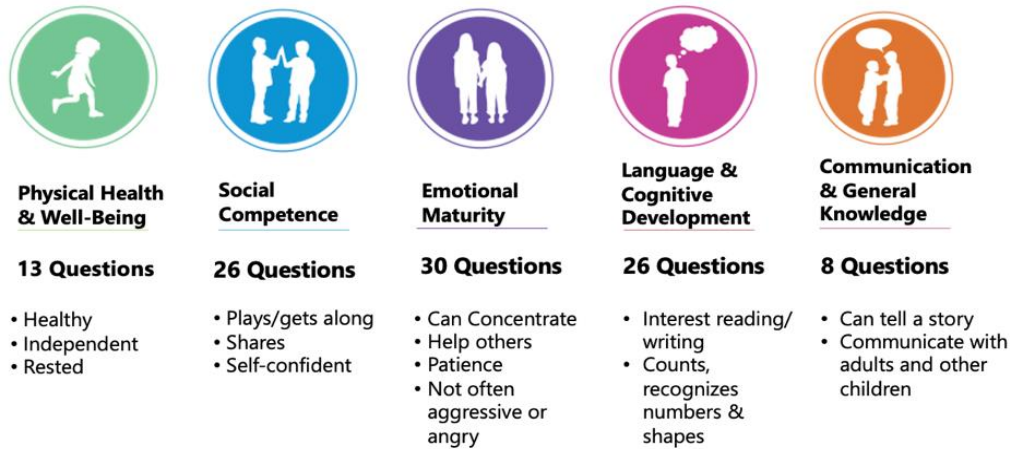 Physical Health
& Well-Being
13 Questions
• Healthy
• Independent
• Rested
Social
Competence
26 Questions
• Plays/gets along
• Shares
• Self-confident
Emotional
Maturity
30 Questions
• Can Concentrate
• Help others
• Patience
• Not often
aggressive or
angry
Language &
Cognitive
Development
26 Questions
• Interest reading/
writing
• Counts,
recognizes
numbers &
shapes
Communication
& General
Knowledge
8 Questions
• Can tell a story
• Communicate with
adults and other
children